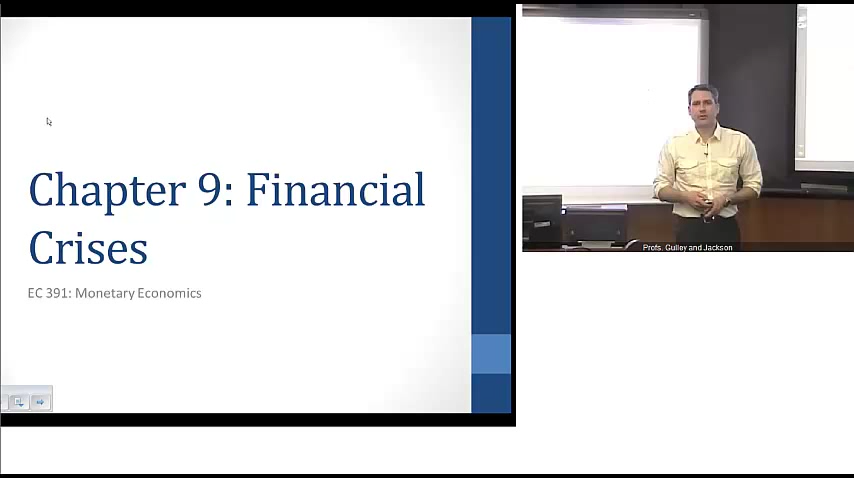 Chapter 9: Financial
Crises
EC 391: Monetary Economics
Profs. Gulley and Jackson